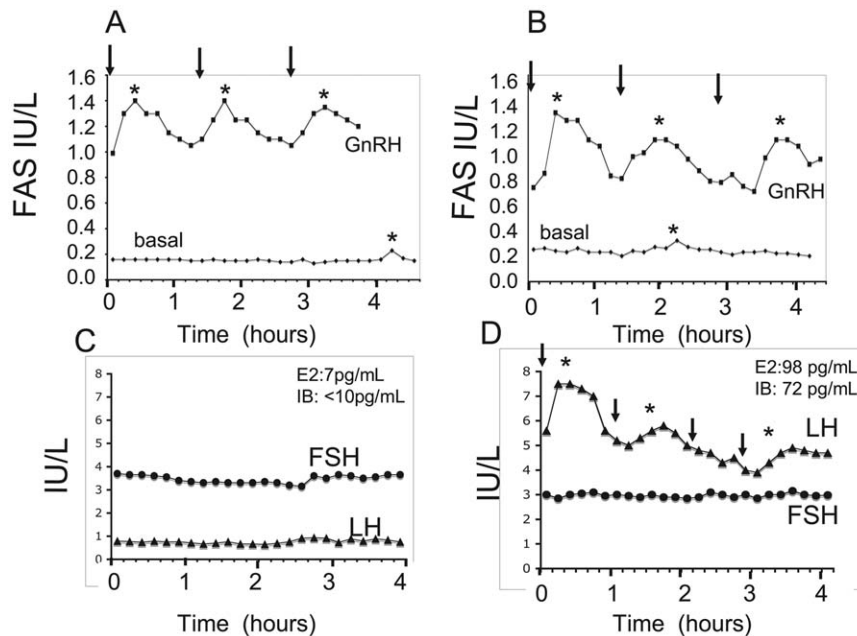 A
FAS IU/L
1.6
1.4
1.2
1.0
0.8
0.6
0.4
0.2
0.0
* * *
GnRH
basal
*
0 1 2 3 4
Time (hours)
B
FAS IU/L
1.6
1.4
1.2
1.0
0.8
0.6
0.4
0.2
0.0
* * *
GnRH
basal
*
0 1 2 3 4
Time (hours)
C
IU/L
8
7
6
5
4
3
2
1
0
E2:7pg/mL
IB: <10pg/mL
FSH
LH
0 1 2 3 4
Time (hours)
D
IU/L
8
7
6
5
4
3
2
1
0
E2:98 pg/mL
IB: 72 pg/mL
* * *
LH
FSH
0 1 2 3 4
Time (hours)